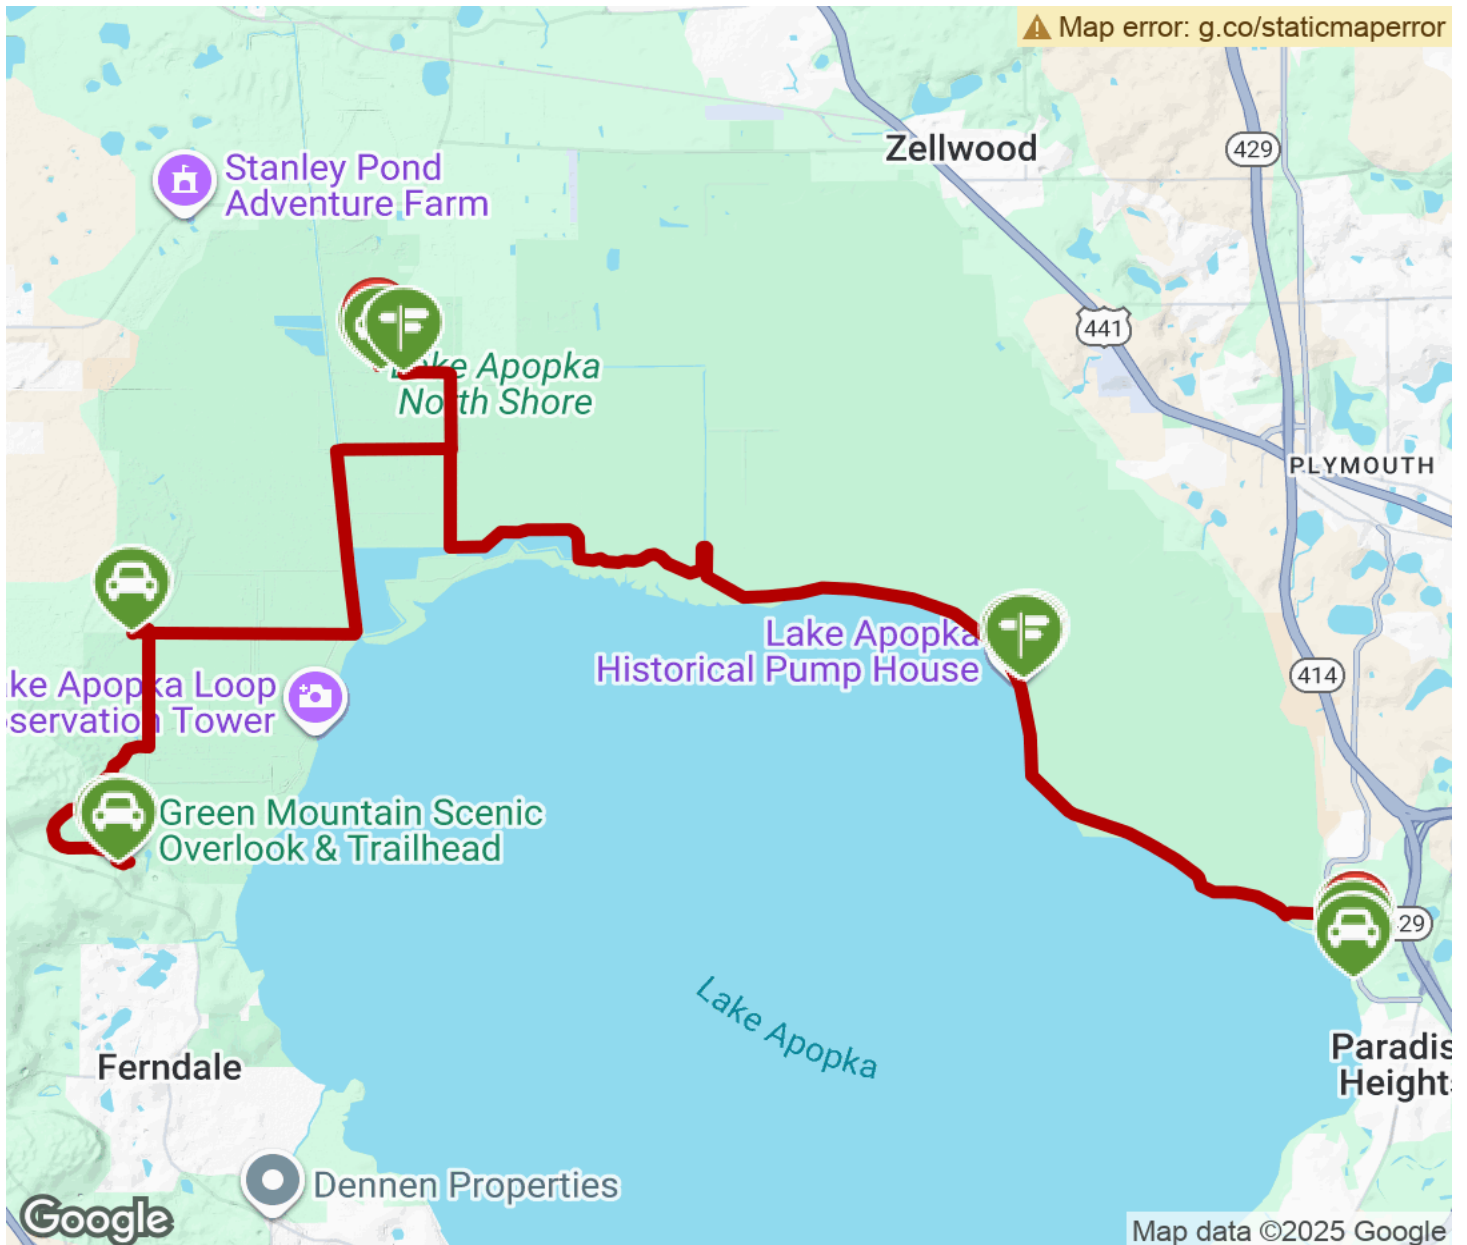 Map error: g.co/staticmaperror
Zellwood
429
Stanley Pond
Adventure Farm
441
Lake Apopka
North Shore
PLYMOUTH
Lake Apopka
Historical Pump House
414
ke Apopka Loop
servation Tower
Green Mountain Scenic
Overlook & Trailhead
29
Lake Apopka
Paradis
Heights
Ferndale
Dennen Properties
Google
Map data ©2025 Google